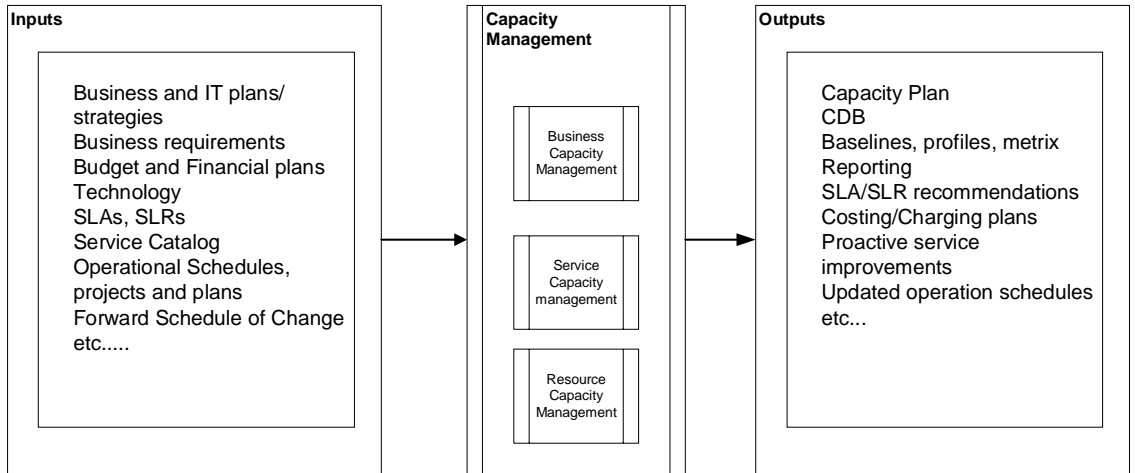 Inputs
Business and IT plans/
strategies
Business requirements
Budget and Financial plans
Technology
SLAs, SLRs
Service Catalog
Operational Schedules,
projects and plans
Forward Schedule of Change
etc.....
Capacity
Management
Business
Capacity
Management
Service
Capacity
management
Resource
Capacity
Management
Outputs
Capacity Plan
CDB
Baselines, profiles, metrix
Reporting
SLA/SLR recommendations
Costing/Charging plans
Proactive service
improvements
Updated operation schedules
etc...